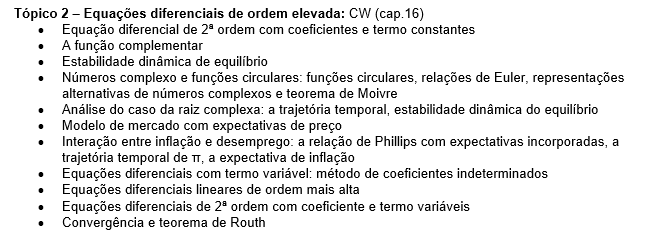 Tópico 2 – Equações diferenciais de ordem elevada: CW (cap.16)
• Equação diferencial de 2ª ordem com coeficientes e termo constantes
• A função complementar
• Estabilidade dinâmica de equilíbrio
• Números complexo e funções circulares: funções circulares, relações de Euler, representações
alternativas de números complexos e teorema de Moivre
• Análise do caso da raiz complexa: a trajetória temporal, estabilidade dinâmica do equilíbrio
• Modelo de mercado com expectativas de preço
• Interação entre inflação e desemprego: a relação de Phillips com expectativas incorporadas, a
trajetória temporal de π, a expectativa de inflação
• Equações diferenciais com termo variável: método de coeficientes indeterminados
• Equações diferenciais lineares de ordem mais alta
• Equações diferenciais de 2ª ordem com coeficiente e termo variáveis
• Convergência e teorema de Routh